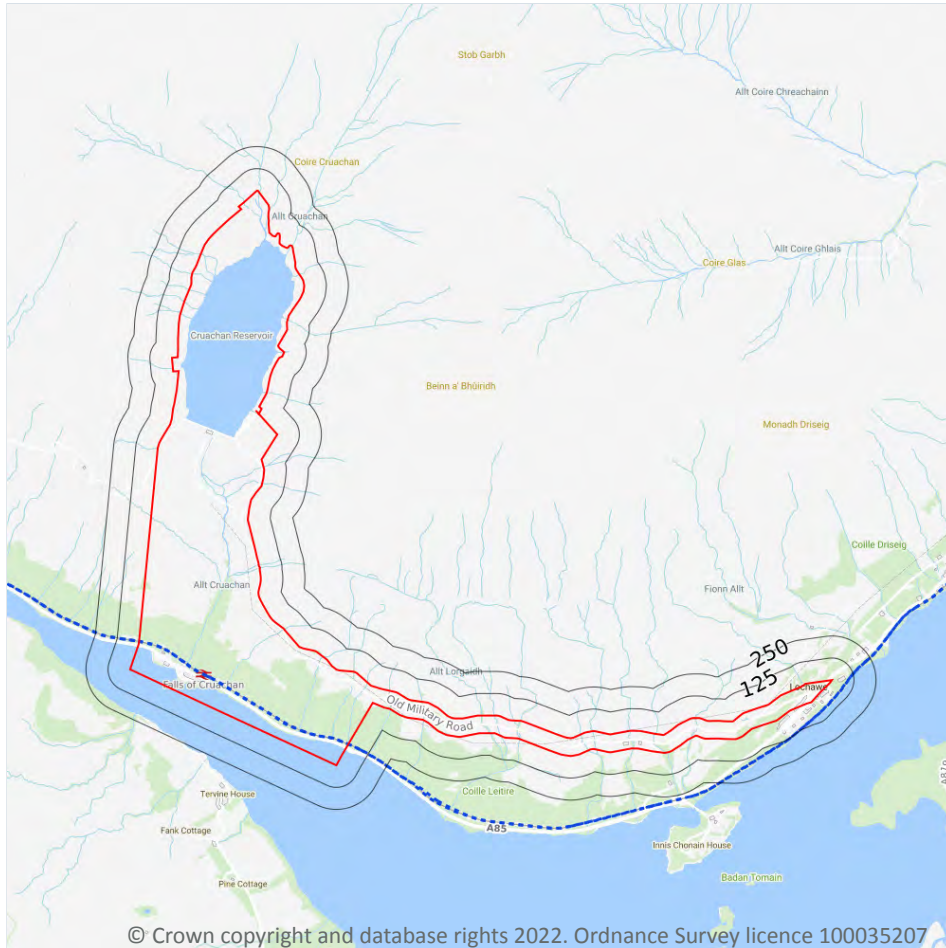 Stob Garbh
Allt Coire Chreachainn
Coire Cruachan
Allt Cruachan
Allt Coire Ghlais
Coire Glas
Cruachan Reservoir
Beinn a' Bhùiridh
Monadh Driseig
Coille Driseig
Allt Cruachan
Fionn Allt
250
Allt Lorgaidh
125
Falls of Cruachan
Lochawe
Old Military Road
A819
Coille Leitire
Tervine House
A85
Fank Cottage
Innis Chonain House
Pine Cottage
Badan Tomain
© Crown copyright and database rights 2022. Ordnance Survey licence 100035207